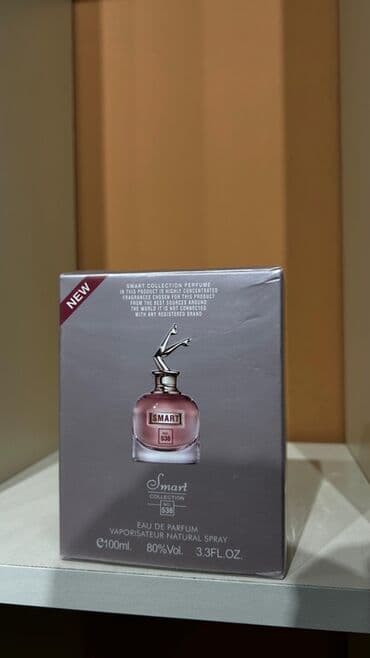 NEW
SMART COLLECTION PERFUME
IN THIS PRODUCT IS HIGHLY CONCENTRATED
FRAGRANCES CHOSEN FOR THIS PRODUCT
FROM THE BEST SOURCES AROUND
THE WORLD IT IS NOT CONNECTED
WITH ANY REGISTERED BRAND
SMART
NO.
538
Smart
COLLECTION
NO.
538
EAU DE PARFUM
VAPORISATEUR NATURAL SPRAY
℮100ml. 80%Vol. 3.3FL.OZ.